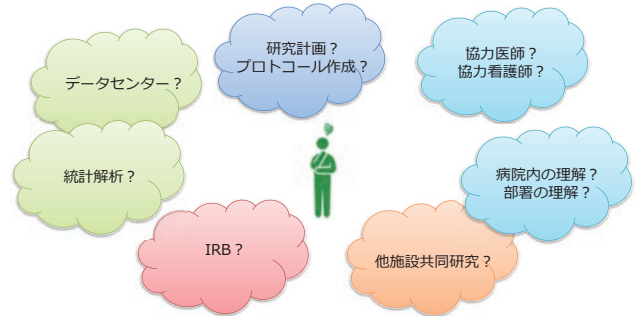 研究計画？
プロトコール作成？
協力医師？
協力看護師？
データセンター？
統計解析？
病院内の理解？
部署の理解？
IRB？
他施設共同研究？